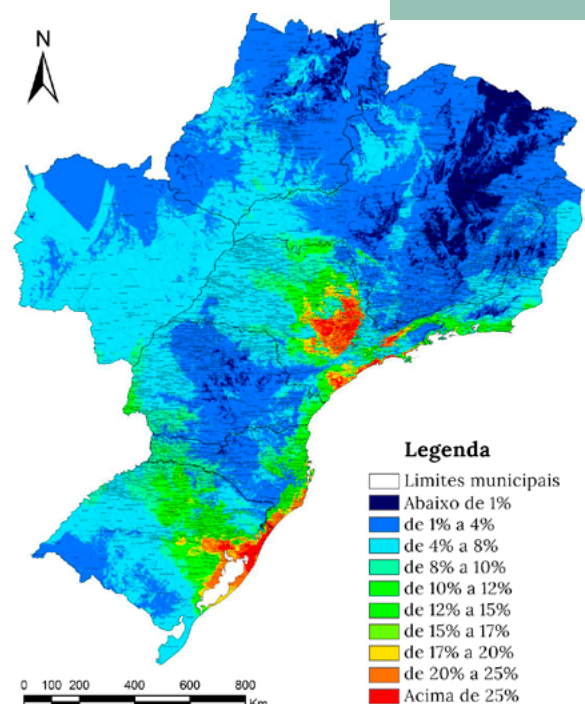 N
Legenda
Limites municipais
Abaixo de 1%
de 1% a 4%
de 4% a 8%
de 8% a 10%
de 10% a 12%
de 12% a 15%
de 15% a 17%
de 17% a 20%
de 20% a 25%
Acima de 25%
0 100 200 400 600 800
Km